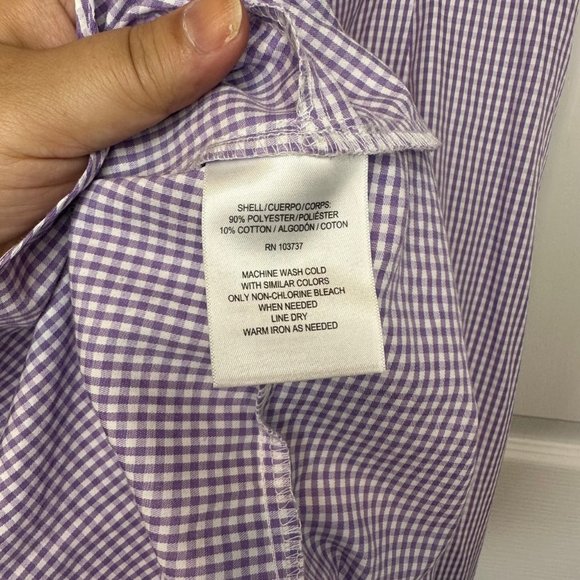 SHELL/CUERPO/CORPS:
90% POLYESTER/POLIÉSTER
10% COTTON / ALGODÓN / COTON
RN 103737
MACHINE WASH COLD
WITH SIMILAR COLORS
ONLY NON-CHLORINE BLEACH
WHEN NEEDED
LINE DRY
WARM IRON AS NEEDED